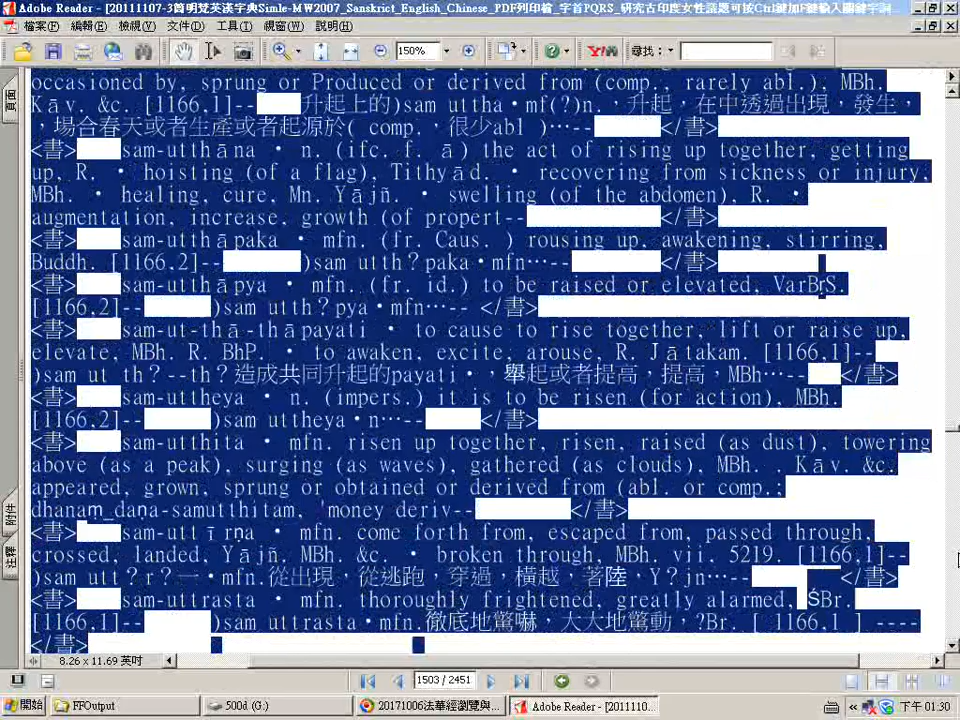 Adobe Reader - [20111107-3簡明梵英漢字典Simle-MW2007_Sanskrict_English_Chinese_PDF列印檔_字首PQRS_研究古印度女性議題可按Ctrl鍵加F鍵輸入關鍵字詞...
檔案(F) 編輯(E) 檢視(V) 文件(D) 工具(T) 視窗(W) 說明(H)
150% Y! 尋找：
occasioned by, sprung or Produced or derived from (comp., rarely abl.), MBh.
Kāv. &c. [1166,1]-- 升起上的)sam uttha‧mf(?)n.，升起，在中透過出現，發生，
，場合春天或者生產或者起源於( comp.，很少abl )…-- </書>
<書> sam-utthāna ‧ n. (ifc. f. ā) the act of rising up together, getting
up, R. ‧ hoisting (of a flag), Tithyād. ‧ recovering from sickness or injury,
MBh. ‧ healing, cure, Mn. Yājñ. ‧ swelling (of the abdomen), R. ‧
augmentation, increase, growth (of propert-- </書>
<書> sam-utthāpaka ‧ mfn. (fr. Caus. ) rousing up, awakening, stirring,
Buddh. [1166,2]-- )sam utth？paka‧mfn…-- </書>
<書> sam-utthāpya ‧ mfn. (fr. id.) to be raised or elevated, VarBṛS.
[1166,2]-- )sam utth？pya‧mfn…-- </書>
<書> sam-ut-thā-thāpayati ‧ to cause to rise together, lift or raise up,
elevate, MBh. R. BhP. ‧ to awaken, excite, arouse, R. Jātakam. [1166,1]--
)sam ut th？--th？造成共同升起的payati‧，舉起或者提高，提高，MBh…-- </書>
<書> sam-uttheya ‧ n. (impers.) it is to be risen (for action), MBh.
[1166,2]-- )sam uttheya‧n…-- </書>
<書> sam-utthita ‧ mfn. risen up together, risen, raised (as dust), towering
above (as a peak), surging (as waves), gathered (as clouds), MBh. . Kāv. &c.
appeared, grown, sprung or obtained or derived from (abl. or comp.;
dhanaṃ_daṇa-samutthitam, 'money deriv-- </書>
<書> sam-uttīrṇa ‧ mfn. come forth from, escaped from, passed through,
crossed, landed, Yājñ. MBh. &c. ‧ broken through, MBh. vii, 5219. [1166,1]--
)sam utt？r？一‧mfn.從出現，從逃跑，穿過，橫越，著陸，Y？jn…-- </書>
<書> sam-uttrasta ‧ mfn. thoroughly frightened, greatly alarmed, ŚBr.
[1166,1]-- )sam uttrasta‧mfn.徹底地驚嚇，大大地驚動，?Br. [ 1166,1 ] ----
</書>
頁面
附件
注釋
8.26 x 11.69 英吋
1503 / 2451
開始 FFOutput 500d (G:) 20171006法華經瀏覽與... Adobe Reader - [2011110... 下午 01:30